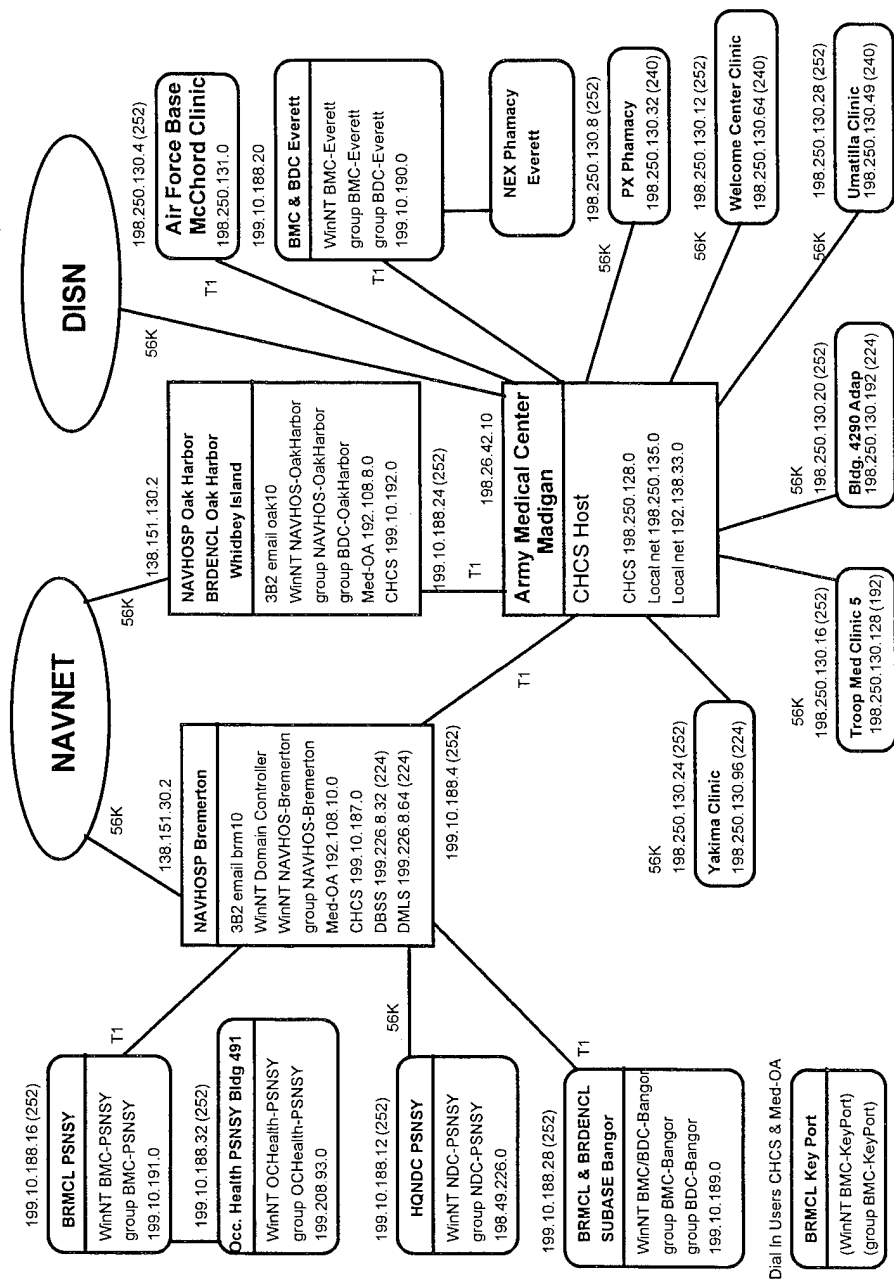 NAVNET
DISN
56K
138.151.30.2
NAVHOSP Bremerton
3B2 email brm10
WinNT Domain Controller
WinNT NAVHOS-Bremerton
group NAVHOS-Bremerton
Med-OA 192.108.10.0
CHCS 199.10.187.0
DBSS 199.226.8.32 (224)
DMLS 199.226.8.64 (224)
199.10.188.4 (252)
T1
56K
138.151.130.2
NAVHOSP Oak Harbor
BRDENCL Oak Harbor
Whidbey Island
3B2 email oak10
WinNT NAVHOS-OakHarbor
group NAVHOS-OakHarbor
group BDC-OakHarbor
Med-OA 192.108.8.0
CHCS 199.10.192.0
199.10.188.24 (252)
T1
56K
198.26.42.10
Army Medical Center
Madigan
CHCS Host
CHCS 198.250.128.0
Local net 198.250.135.0
Local net 192.138.33.0
198.250.130.4 (252)
Air Force Base
McChord Clinic
198.250.131.0
T1
199.10.188.20
BMC & BDC Everett
WinNT BMC-Everett
group BMC-Everett
group BDC-Everett
199.10.190.0
T1
NEX Phamacy
Everett
198.250.130.8 (252)
PX Phamacy
198.250.130.32 (240)
56K
198.250.130.12 (252)
Welcome Center Clinic
198.250.130.64 (240)
56K
198.250.130.28 (252)
Umatilla Clinic
198.250.130.49 (240)
56K
199.10.188.16 (252)
BRMCL PSNSY
WinNT BMC-PSNSY
group BMC-PSNSY
199.10.191.0
T1
199.10.188.32 (252)
Occ. Health PSNSY Bldg 491
WinNT OCHealth-PSNSY
group OCHealth-PSNSY
199.208.93.0
199.10.188.12 (252)
HQNDC PSNSY
WinNT NDC-PSNSY
group NDC-PSNSY
198.49.226.0
56K
199.10.188.28 (252)
BRMCL & BRDENCL
SUBASE Bangor
WinNT BMC/BDC-Bangor
group BMC-Bangor
group BDC-Bangor
199.10.189.0
T1
Dial In Users CHCS & Med-OA
BRMCL Key Port
(WinNT BMC-KeyPort)
(group BMC-KeyPort)
56K
198.250.130.24 (252)
Yakima Clinic
198.250.130.96 (224)
56K
198.250.130.16 (252)
Troop Med Clinic 5
198.250.130.128 (192)
56K
198.250.130.20 (252)
Bldg. 4290 Adap
198.250.130.192 (224)